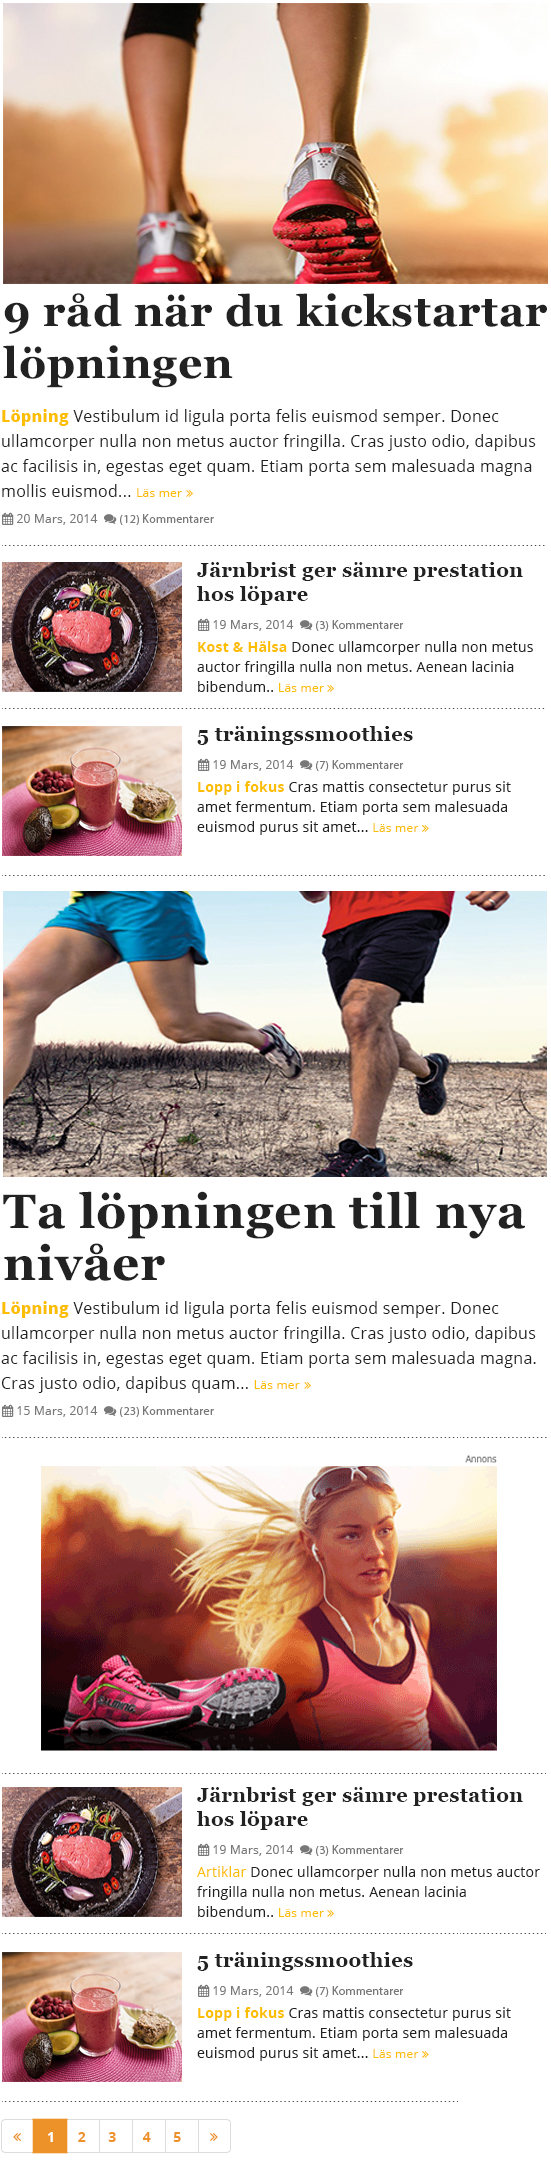 9 råd när du kickstartar
löpningen
Löpning Vestibulum id ligula porta felis euismod semper. Donec
ullamcorper nulla non metus auctor fringilla. Cras justo odio, dapibus
ac facilisis in, egestas eget quam. Etiam porta sem malesuada magna
mollis euismod... Läs mer »
20 Mars, 2014 (12) Kommentarer
Järnbrist ger sämre prestation
hos löpare
19 Mars, 2014 (3) Kommentarer
Kost & Hälsa Donec ullamcorper nulla non metus
auctor fringilla nulla non metus. Aenean lacinia
bibendum.. Läs mer »
5 träningssmoothies
19 Mars, 2014 (7) Kommentarer
Lopp i fokus Cras mattis consectetur purus sit
amet fermentum. Etiam porta sem malesuada
euismod purus sit amet... Läs mer »
Ta löpningen till nya
nivåer
Löpning Vestibulum id ligula porta felis euismod semper. Donec
ullamcorper nulla non metus auctor fringilla. Cras justo odio, dapibus
ac facilisis in, egestas eget quam. Etiam porta sem malesuada magna.
Cras justo odio, dapibus quam... Läs mer »
15 Mars, 2014 (23) Kommentarer
Annons
Järnbrist ger sämre prestation
hos löpare
19 Mars, 2014 (3) Kommentarer
Artiklar Donec ullamcorper nulla non metus auctor
fringilla nulla non metus. Aenean lacinia
bibendum.. Läs mer »
5 träningssmoothies
19 Mars, 2014 (7) Kommentarer
Lopp i fokus Cras mattis consectetur purus sit
amet fermentum. Etiam porta sem malesuada
euismod purus sit amet... Läs mer »
« 1 2 3 4 5 »